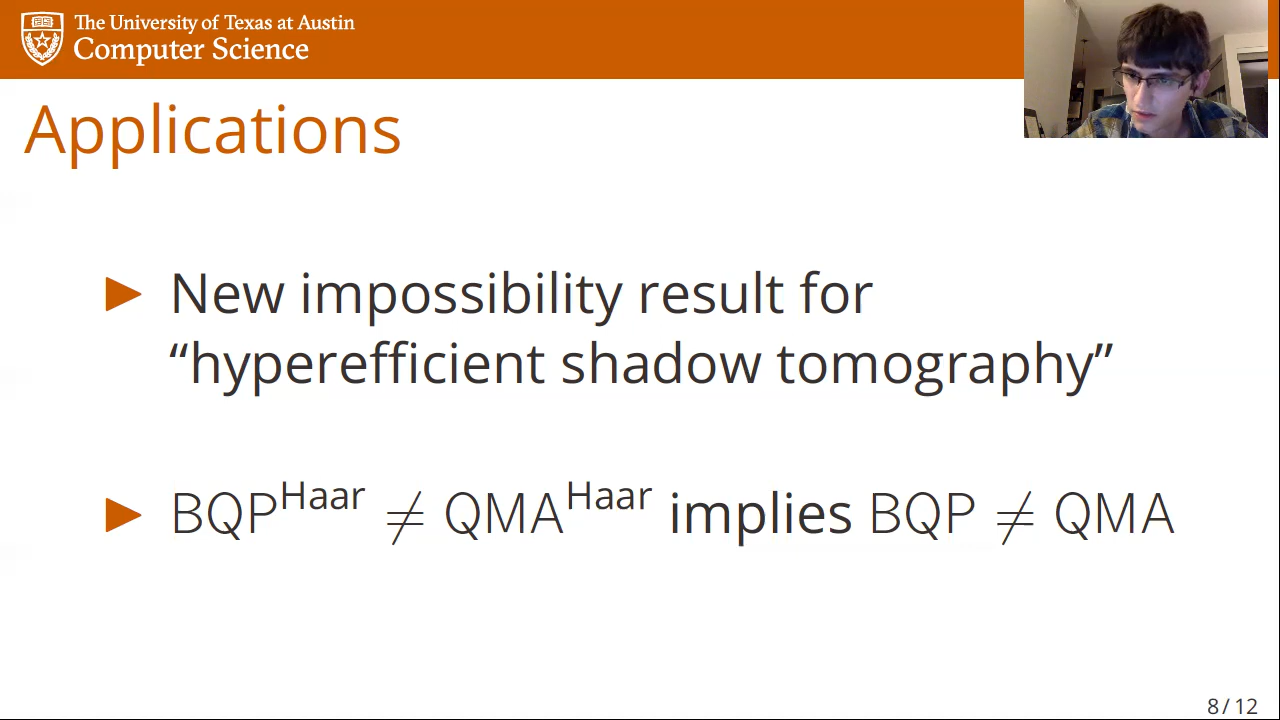 The University of Texas at Austin
Computer Science
Applications
▶ New impossibility result for
“hyperefficient shadow tomography”
▶ BQP^Haar ≠ QMA^Haar implies BQP ≠ QMA
8 / 12